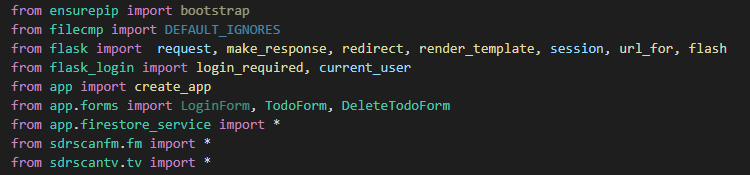 from ensurepip import bootstrap
from filecmp import DEFAULT_IGNORES
from flask import  request, make_response, redirect, render_template, session, url_for, flash
from flask_login import login_required, current_user
from app import create_app
from app.forms import LoginForm, TodoForm, DeleteTodoForm
from app.firestore_service import *
from sdrscanfm.fm import *
from sdrscantv.tv import *